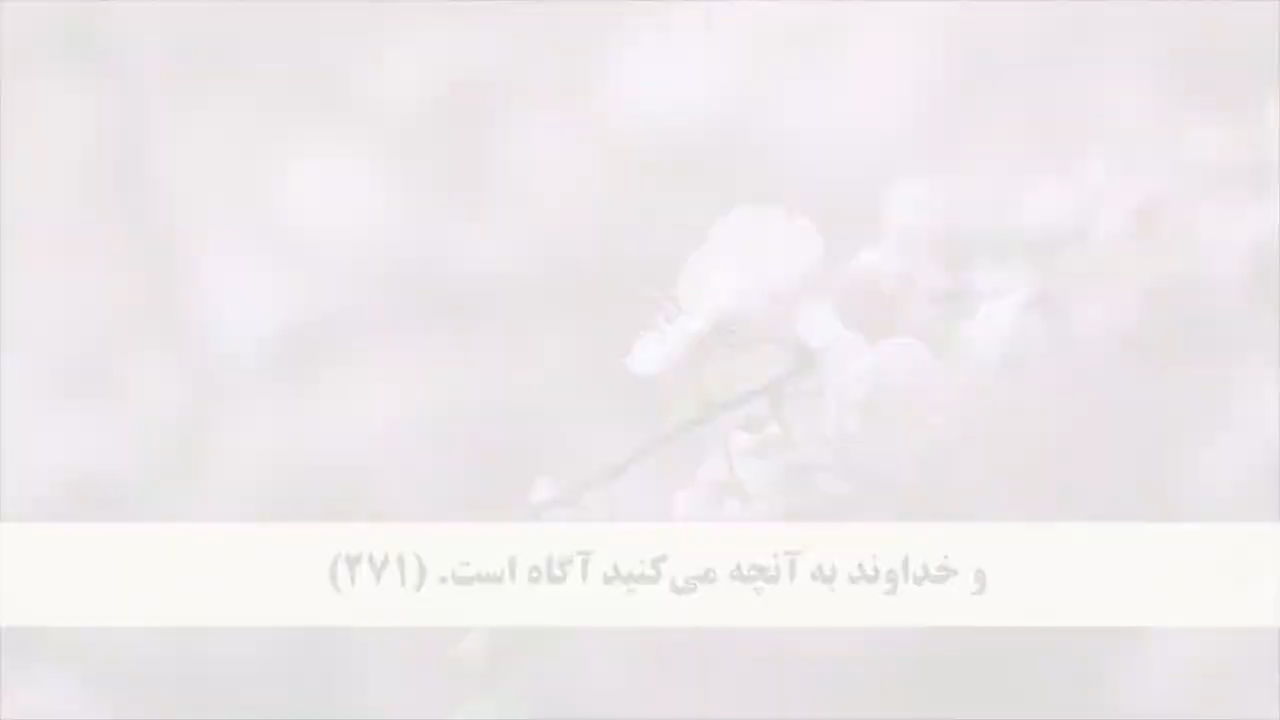 و خداوند به آنچه می‌کنید آگاه است. (۲۷۱)